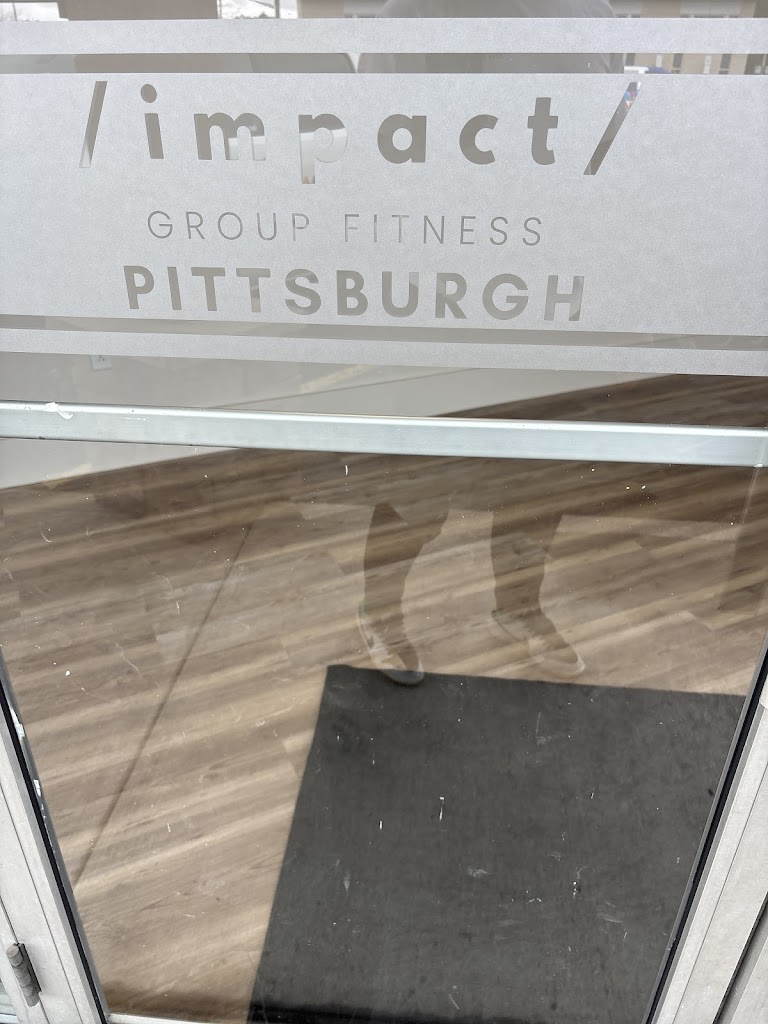 /impact/
GROUP FITNESS
PITTSBURGH